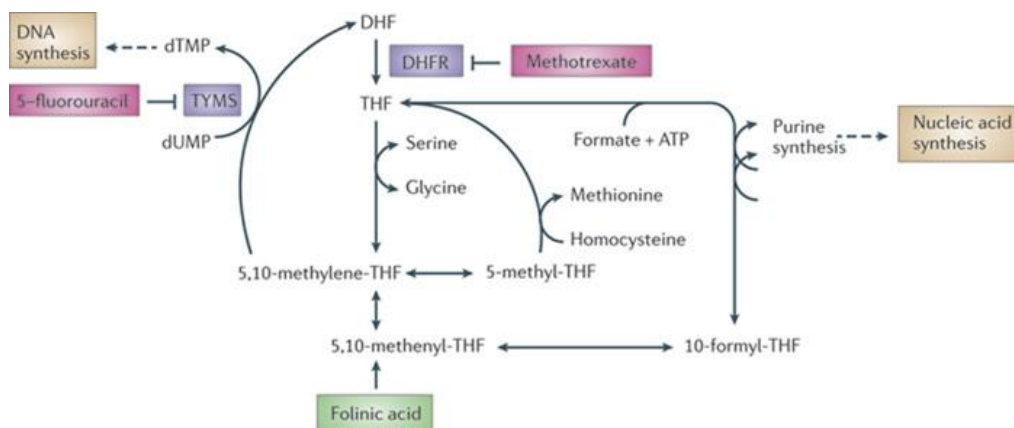 DNA
synthesis
dTMP
DHF
DHFR
Methotrexate
5-fluorouracil
TYMS
THF
dUMP
Serine
Glycine
Formate + ATP
Purine
synthesis
Nucleic acid
synthesis
Methionine
Homocysteine
5,10-methylene-THF
5-methyl-THF
5,10-methenyl-THF
10-formyl-THF
Folinic acid